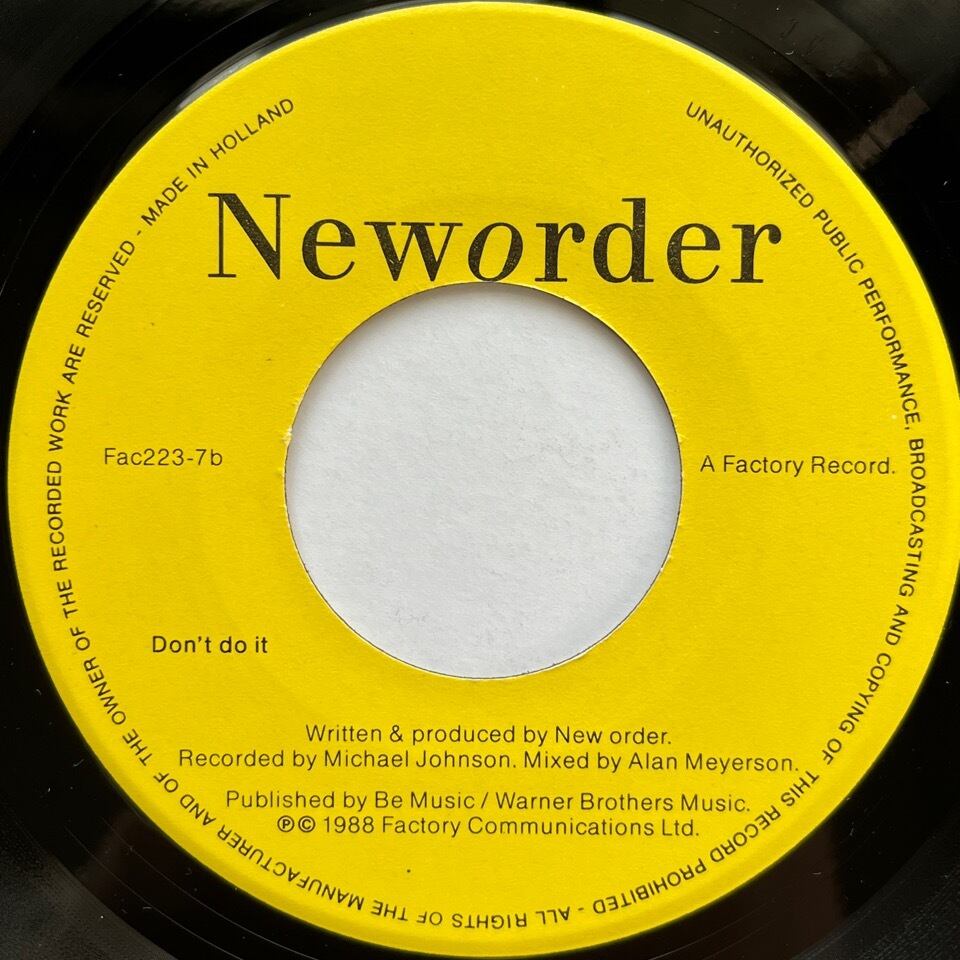 Neworder
Fac223-7b
A Factory Record.
Don't do it
Written & produced by New order.
Recorded by Michael Johnson. Mixed by Alan Meyerson.
Published by Be Music / Warner Brothers Music.
℗© 1988 Factory Communications Ltd.
UNAUTHORIZED PUBLIC PERFORMANCE, BROADCASTING AND COPYING OF THIS RECORD PROHIBITED - ALL RIGHTS OF THE MANUFACTURER AND OF THE OWNER OF THE RECORDED WORK ARE RESERVED - MADE IN HOLLAND